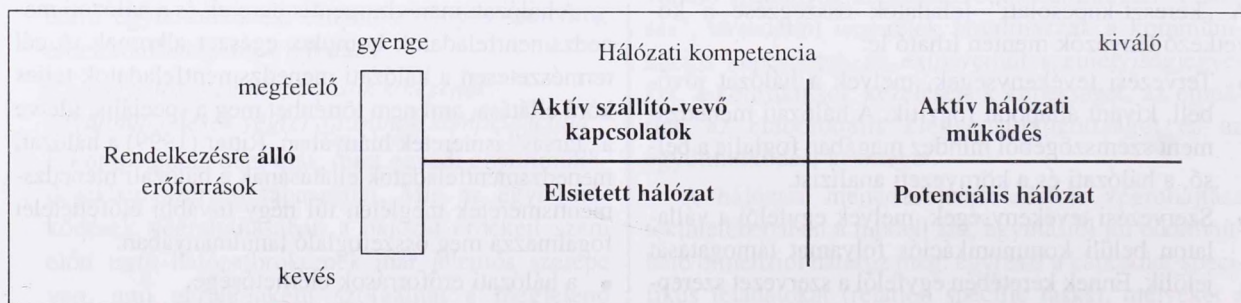 gyenge
Hálózati kompetencia
kiváló
megfelelő
Aktív szállító-vevő
kapcsolatok
Aktív hálózati
működés
Rendelkezésre álló
erőforrások
Elsietett hálózat
Potenciális hálózat
kevés